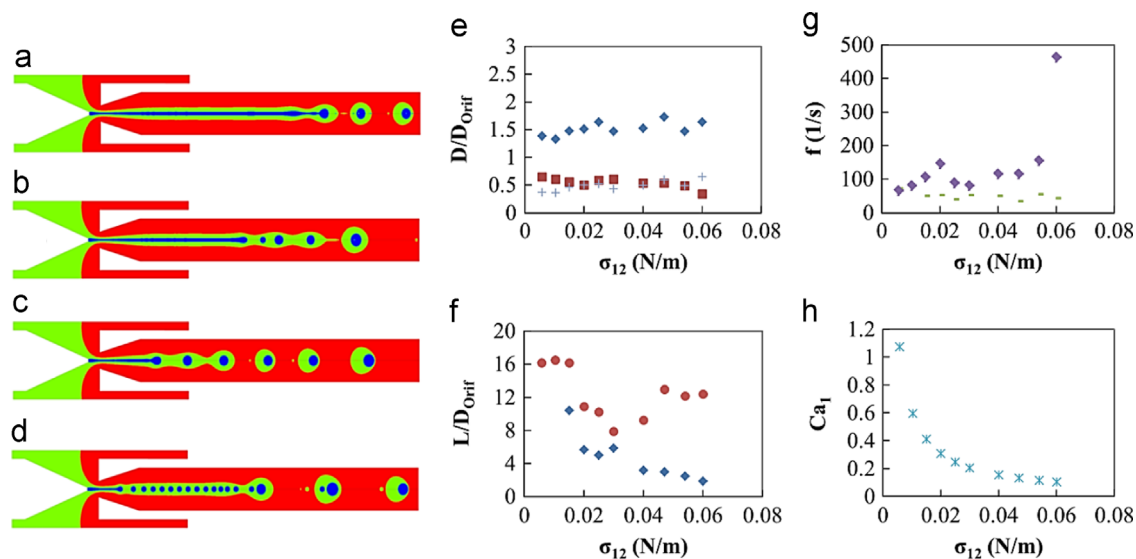 a
b
c
d
e
3
2.5
2
1.5
1
0.5
0
D/D_Orif
0 0.02 0.04 0.06 0.08
σ₁₂ (N/m)
f
20
16
12
8
4
0
L/D_Orif
0 0.02 0.04 0.06 0.08
σ₁₂ (N/m)
g
500
400
300
200
100
0
f (1/s)
0 0.02 0.04 0.06 0.08
σ₁₂ (N/m)
h
1.2
1
0.8
0.6
0.4
0.2
0
Ca₁
0 0.02 0.04 0.06 0.08
σ₁₂ (N/m)